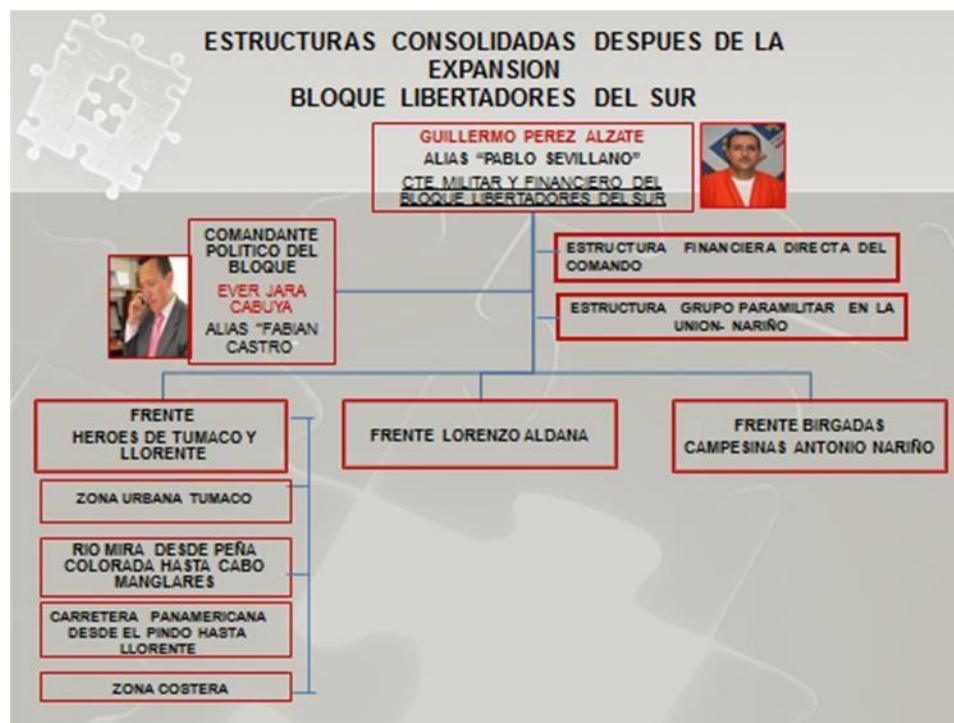 ESTRUCTURAS CONSOLIDADAS DESPUES DE LA
EXPANSION
BLOQUE LIBERTADORES DEL SUR
GUILLERMO PEREZ ALZATE
ALIAS "PABLO SEVILLANO"
CTE MILITAR Y FINANCIERO DEL
BLOQUE LIBERTADORES DEL SUR
COMANDANTE
POLITICO DEL
BLOQUE
EVER JARA
CABUYA
ALIAS "FABIAN
CASTRO"
ESTRUCTURA FINANCIERA DIRECTA DEL
COMANDO
ESTRUCTURA GRUPO PARAMILITAR EN LA
UNION- NARIÑO
FRENTE
HEROES DE TUMACO Y
LLORENTE
FRENTE LORENZO ALDANA
FRENTE BIRGADAS
CAMPESINAS ANTONIO NARIÑO
ZONA URBANA TUMACO
RIO MIRA DESDE PEÑA
COLORADA HASTA CABO
MANGLARES
CARRETERA PANAMERICANA
DESDE EL PINDO HASTA
LLORENTE
ZONA COSTERA